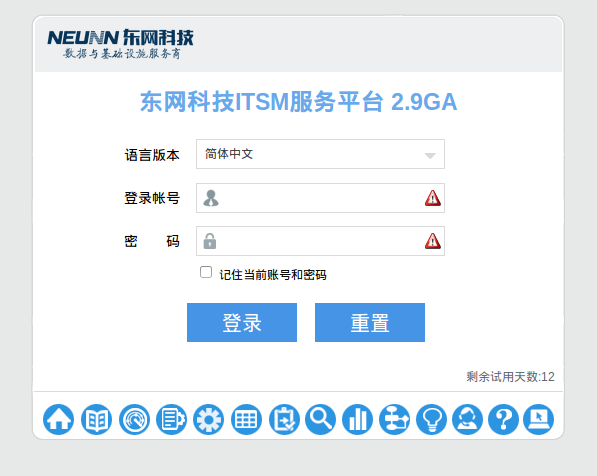 NEUNN 东网科技
数据与基础设施服务商
东网科技ITSM服务平台 2.9GA
语言版本 简体中文
登录帐号
密 码
记住当前账号和密码
登录 重置
剩余试用天数:12